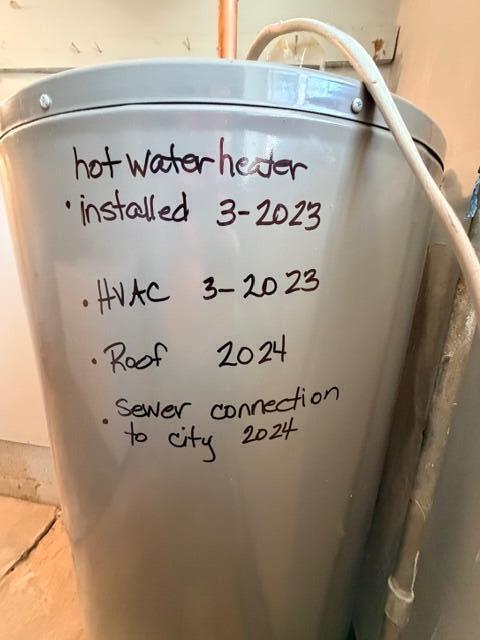 hot water heater
• installed 3-2023
• HVAC 3-2023
• Roof 2024
• sewer connection
to city 2024